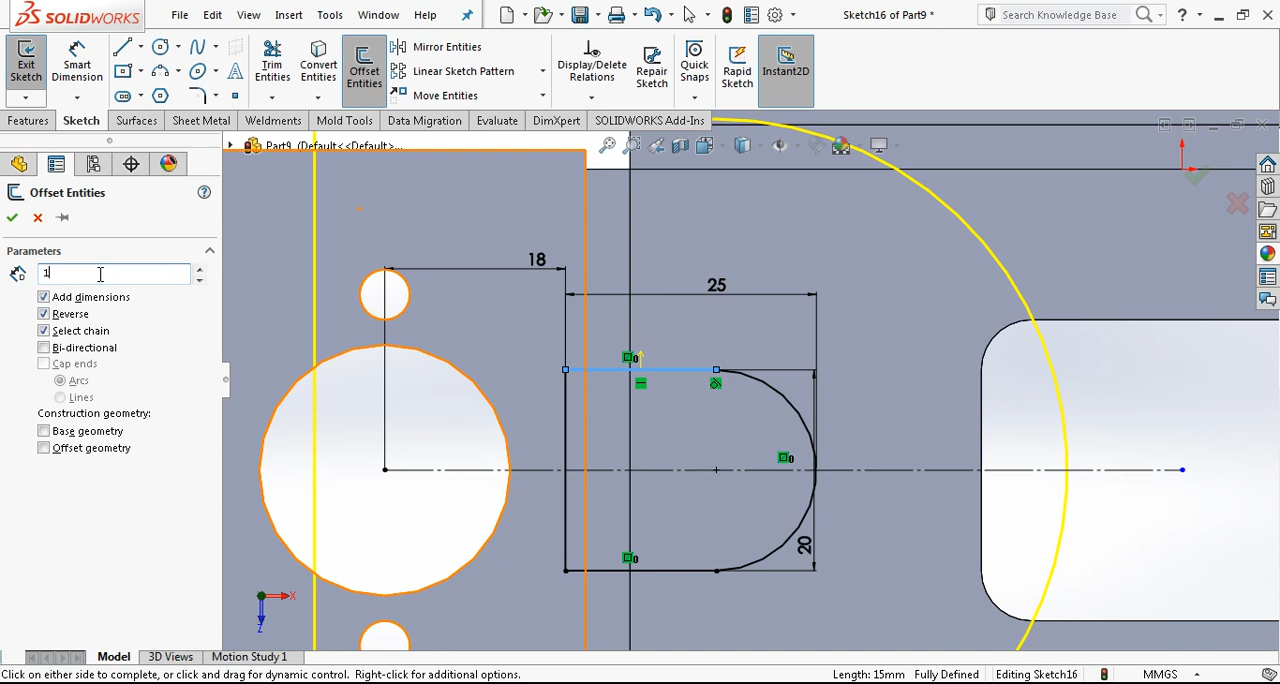 SOLIDWORKS
File Edit View Insert Tools Window Help
Sketch16 of Part9 *
Search Knowledge Base
?
Exit Sketch
Smart Dimension
Trim Entities
Convert Entities
Offset Entities
Mirror Entities
Linear Sketch Pattern
Move Entities
Display/Delete Relations
Repair Sketch
Quick Snaps
Rapid Sketch
Instant2D
Features Sketch Surfaces Sheet Metal Weldments Mold Tools Data Migration Evaluate DimXpert SOLIDWORKS Add-Ins
Part9 (Default<<Default>...
Offset Entities
?
Parameters
1
Add dimensions
Reverse
Select chain
Bi-directional
Cap ends
Arcs
Lines
Construction geometry:
Base geometry
Offset geometry
18
25
20
X
Z
Model 3D Views Motion Study 1
Click on either side to complete, or click and drag for dynamic control. Right-click for additional options.
Length: 15mm Fully Defined Editing Sketch16 MMGS